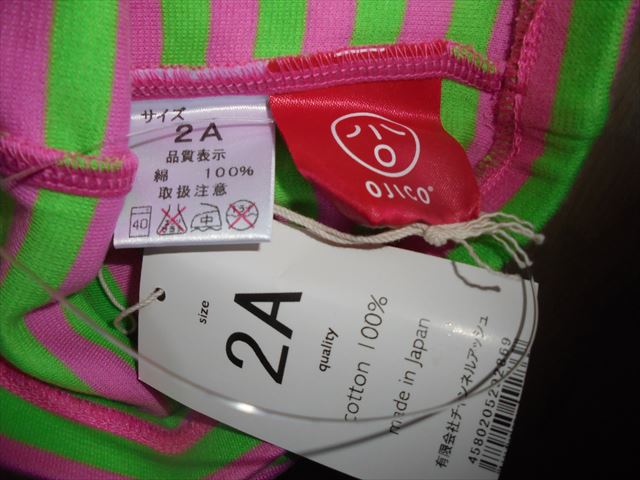 サイズ
2A
品質表示
綿 100%
取扱注意
40
中
OJICO
size
2A
quality
cotton 100%
made in Japan
有限会社チャンネルアッシュ